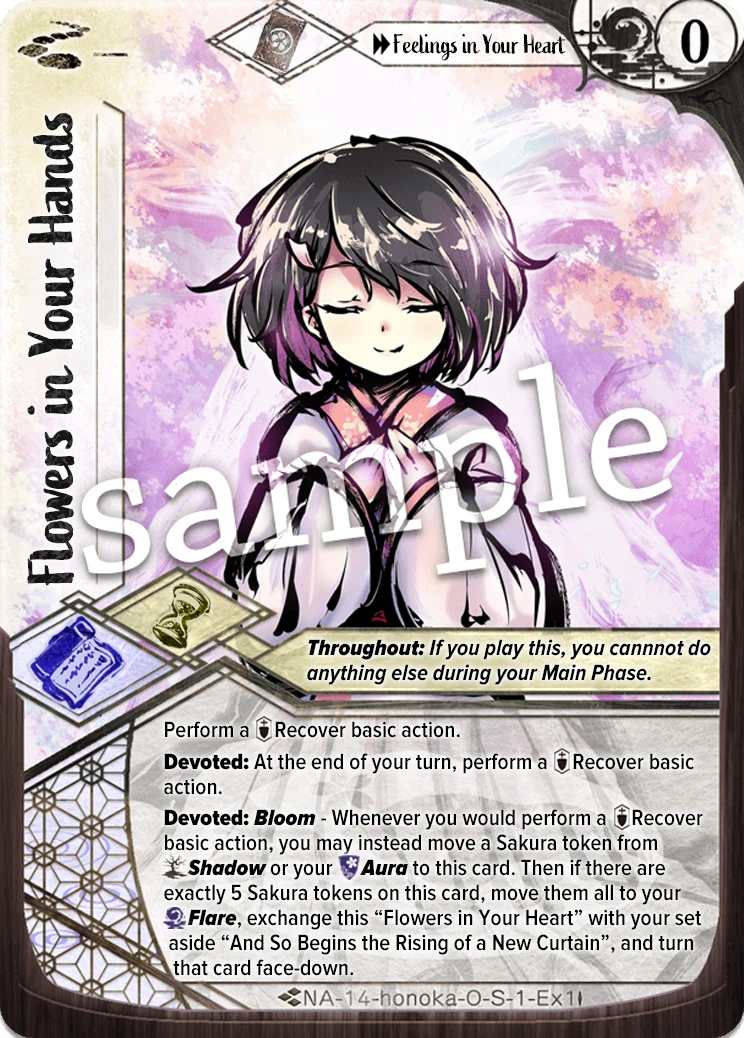 Feelings in Your Heart
0
Flowers in Your Hands
sample
Throughout: If you play this, you cannnot do
anything else during your Main Phase.
Perform a Recover basic action.
Devoted: At the end of your turn, perform a Recover basic
action.
Devoted: Bloom - Whenever you would perform a Recover
basic action, you may instead move a Sakura token from
Shadow or your Aura to this card. Then if there are
exactly 5 Sakura tokens on this card, move them all to your
Flare, exchange this “Flowers in Your Heart” with your set
aside “And So Begins the Rising of a New Curtain”, and turn
that card face-down.
NA-14-honoka-O-S-1-Ex1